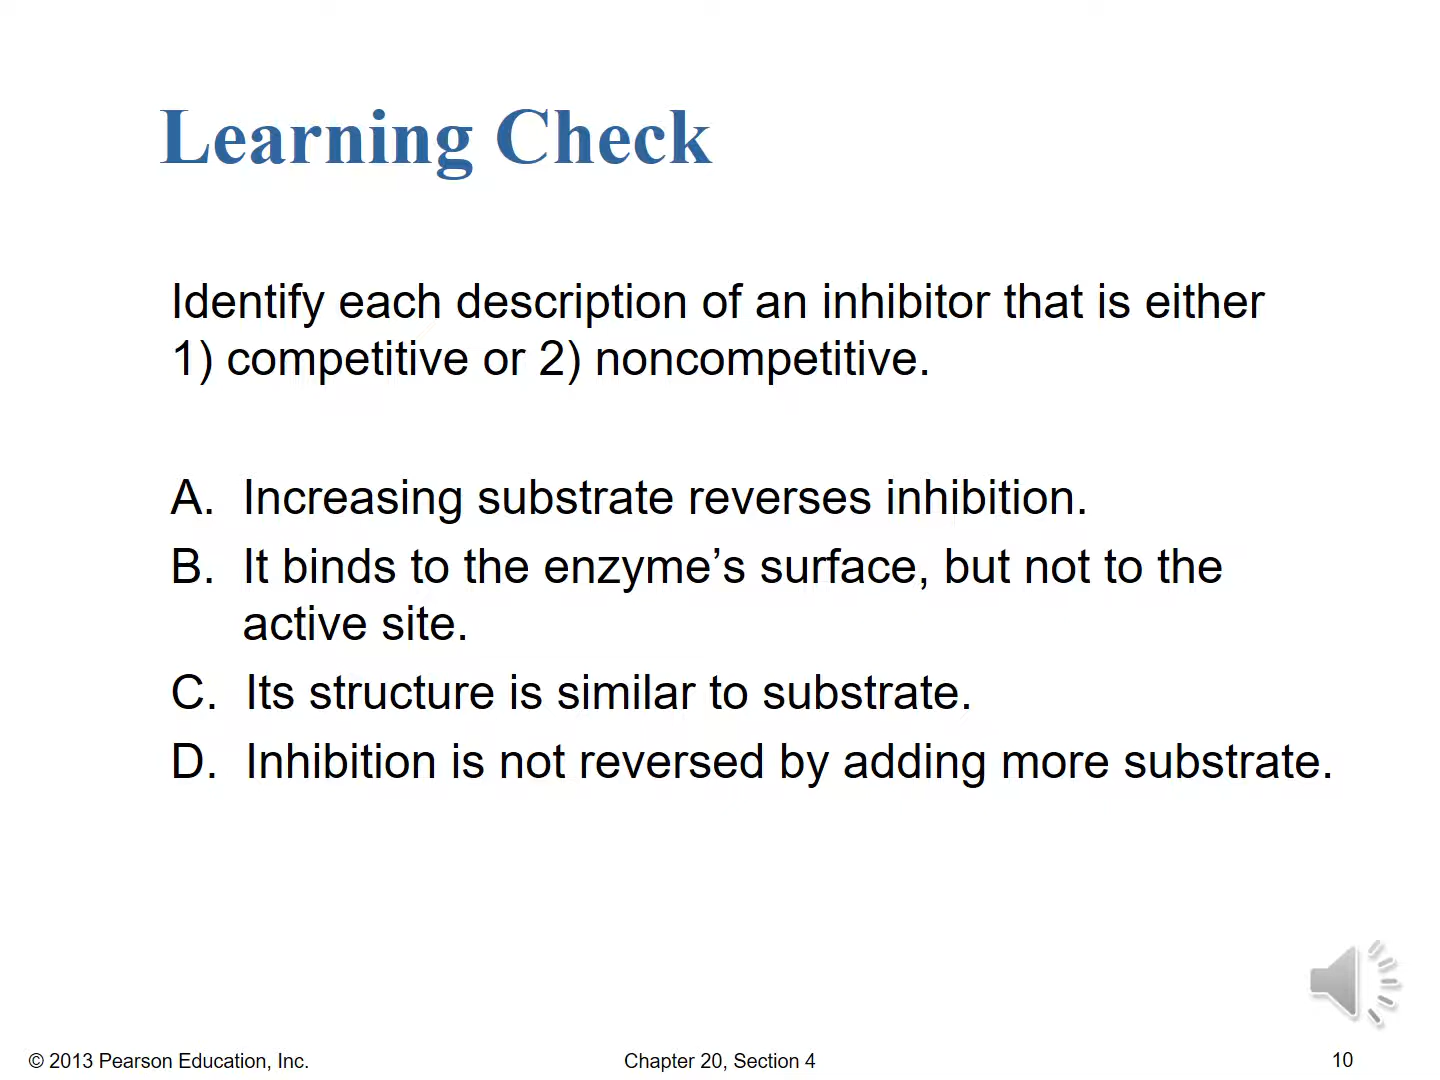 Learning Check
Identify each description of an inhibitor that is either
1) competitive or 2) noncompetitive.
A. Increasing substrate reverses inhibition.
B. It binds to the enzyme’s surface, but not to the
active site.
C. Its structure is similar to substrate.
D. Inhibition is not reversed by adding more substrate.
© 2013 Pearson Education, Inc.
Chapter 20, Section 4
10